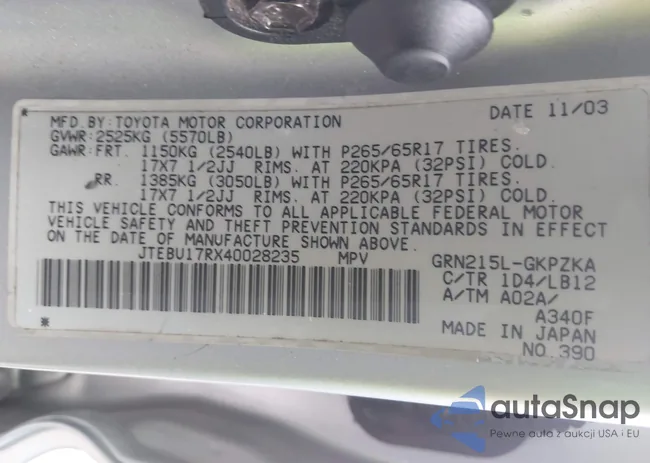 MFD.BY:TOYOTA MOTOR CORPORATION DATE 11/03
GVWR:2525KG (5570LB)
GAWR:FRT. 1150KG (2540LB) WITH P265/65R17 TIRES.
17X7 1/2JJ RIMS. AT 220KPA (32PSI) COLD.
RR. 1385KG (3050LB) WITH P265/65R17 TIRES.
17X7 1/2JJ RIMS. AT 220KPA (32PSI) COLD.
THIS VEHICLE CONFORMS TO ALL APPLICABLE FEDERAL MOTOR
VEHICLE SAFETY AND THEFT PREVENTION STANDARDS IN EFFECT
ON THE DATE OF MANUFACTURE SHOWN ABOVE.
JTEBU17RX40028235 MPV GRN215L-GKPZKA
C/TR 1D4/LB12
A/TM A02A/
A340F
MADE IN JAPAN
NO.390
autoSnap
Pewne auta z aukcji USA i EU